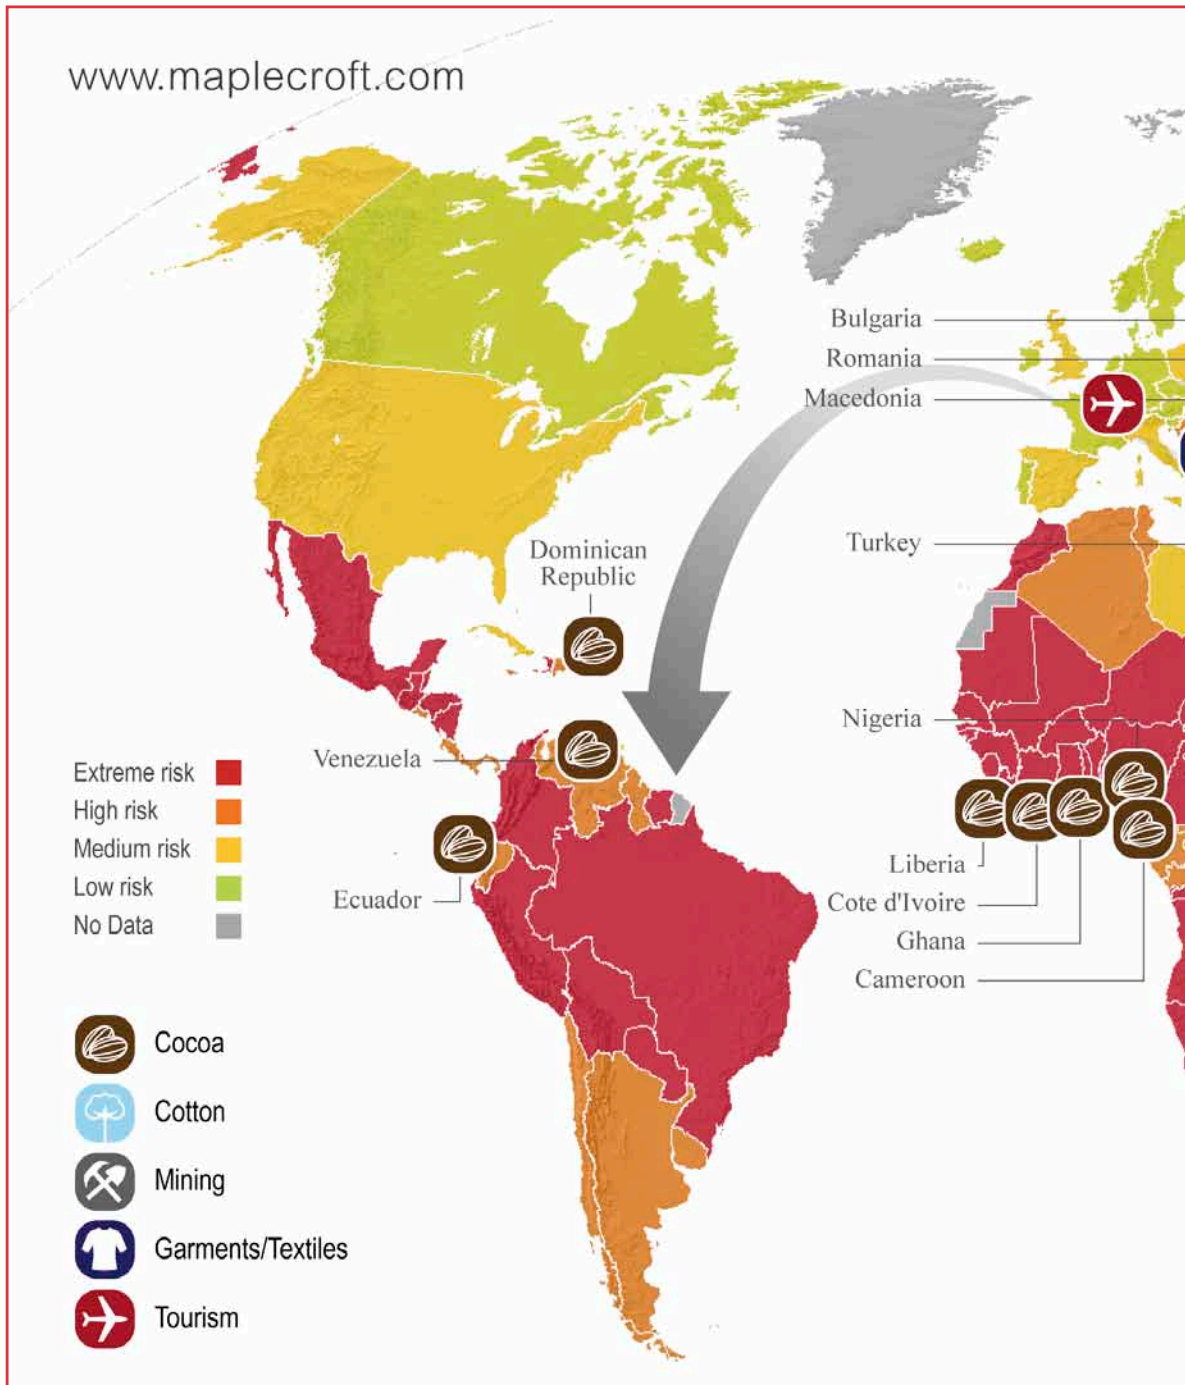 www.maplecroft.com
Bulgaria
Romania
Macedonia
Turkey
Dominican
Republic
Nigeria
Venezuela
Extreme risk
High risk
Medium risk
Low risk
No Data
Ecuador
Liberia
Cote d'Ivoire
Ghana
Cameroon
Cocoa
Cotton
Mining
Garments/Textiles
Tourism